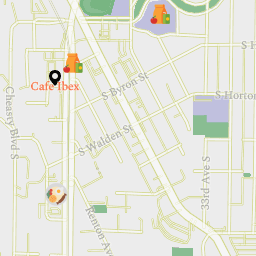 S Horton
S Byron St
Cafe Ibex
Cheasty Blvd S
S Walden St
33rd Ave S
Renton Ave